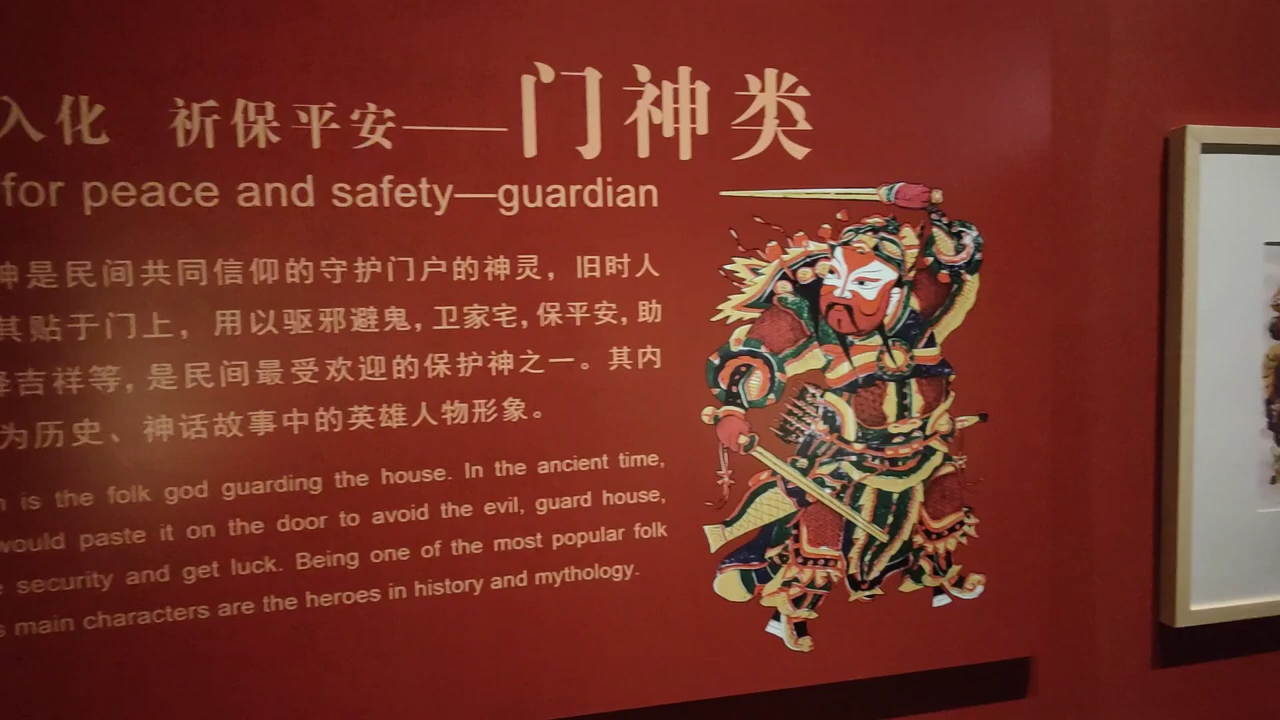 入化 祈保平安——门神类
for peace and safety—guardian
神是民间共同信仰的守护门户的神灵，旧时人
其贴于门上，用以驱邪避鬼，卫家宅，保平安，助
吉祥等，是民间最受欢迎的保护神之一。其内
为历史、神话故事中的英雄人物形象。
is the folk god guarding the house. In the ancient time,
would paste it on the door to avoid the evil, guard house,
security and get luck. Being one of the most popular folk
main characters are the heroes in history and mythology.